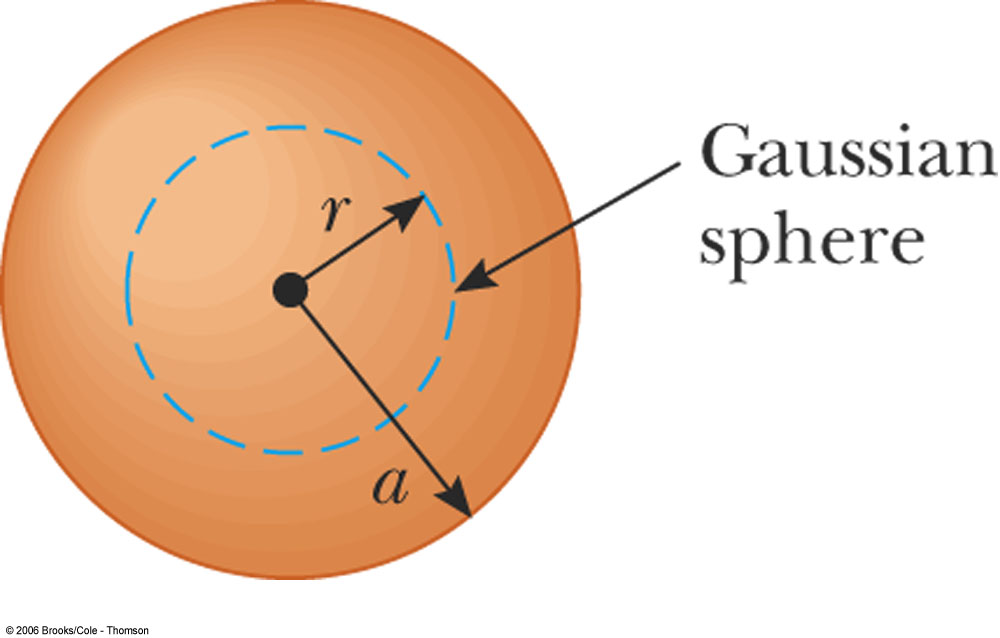 Gaussian
sphere
r
a
© 2006 Brooks/Cole - Thomson